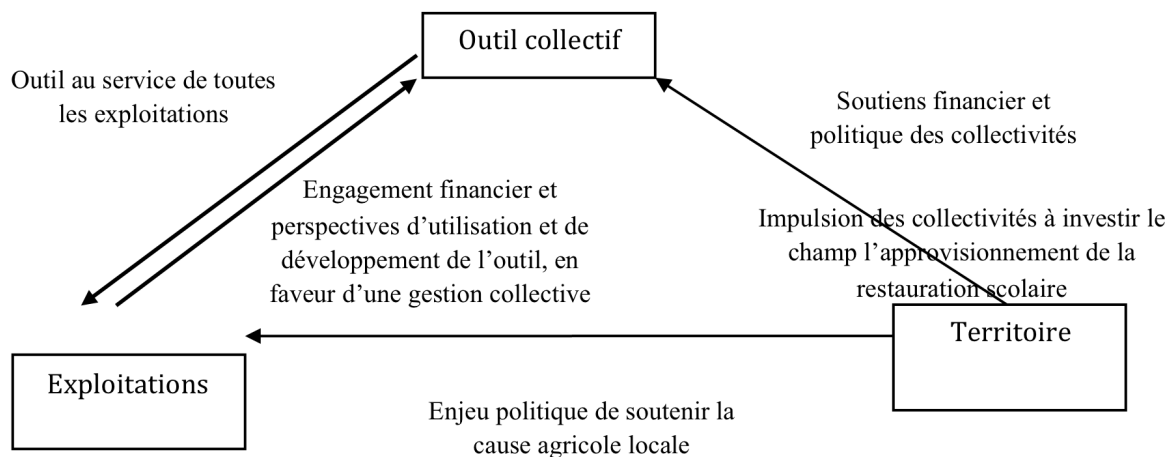 Outil collectif
Outil au service de toutes
les exploitations
Soutiens financier et
politique des collectivités
Engagement financier et
perspectives d’utilisation et de
développement de l’outil, en
faveur d’une gestion collective
Impulsion des collectivités à investir le
champ l’approvisionnement de la
restauration scolaire
Territoire
Exploitations
Enjeu politique de soutenir la
cause agricole locale